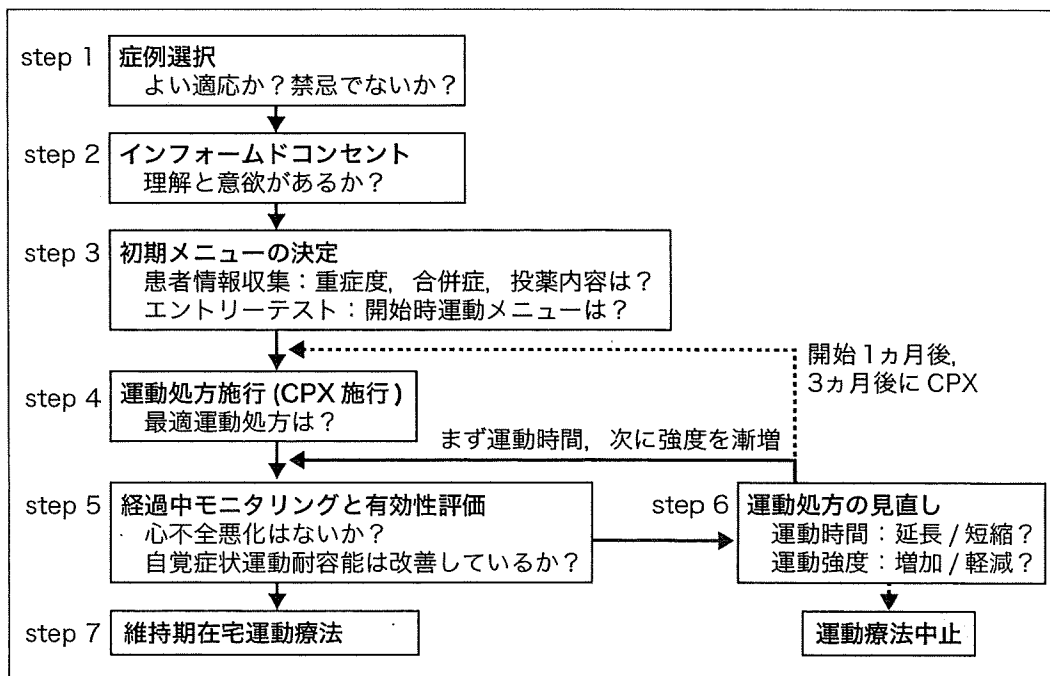 step 1
症例選択
よい適応か？禁忌でないか？
step 2
インフォームドコンセント
理解と意欲があるか？
step 3
初期メニューの決定
患者情報収集：重症度，合併症，投薬内容は？
エントリーテスト：開始時運動メニューは？
開始1ヵ月後，
3ヵ月後にCPX
step 4
運動処方施行(CPX施行)
最適運動処方は？
まず運動時間，次に強度を漸増
step 5
経過中モニタリングと有効性評価
心不全悪化はないか？
自覚症状運動耐容能は改善しているか？
step 6
運動処方の見直し
運動時間：延長/短縮？
運動強度：増加/軽減？
step 7
維持期在宅運動療法
運動療法中止